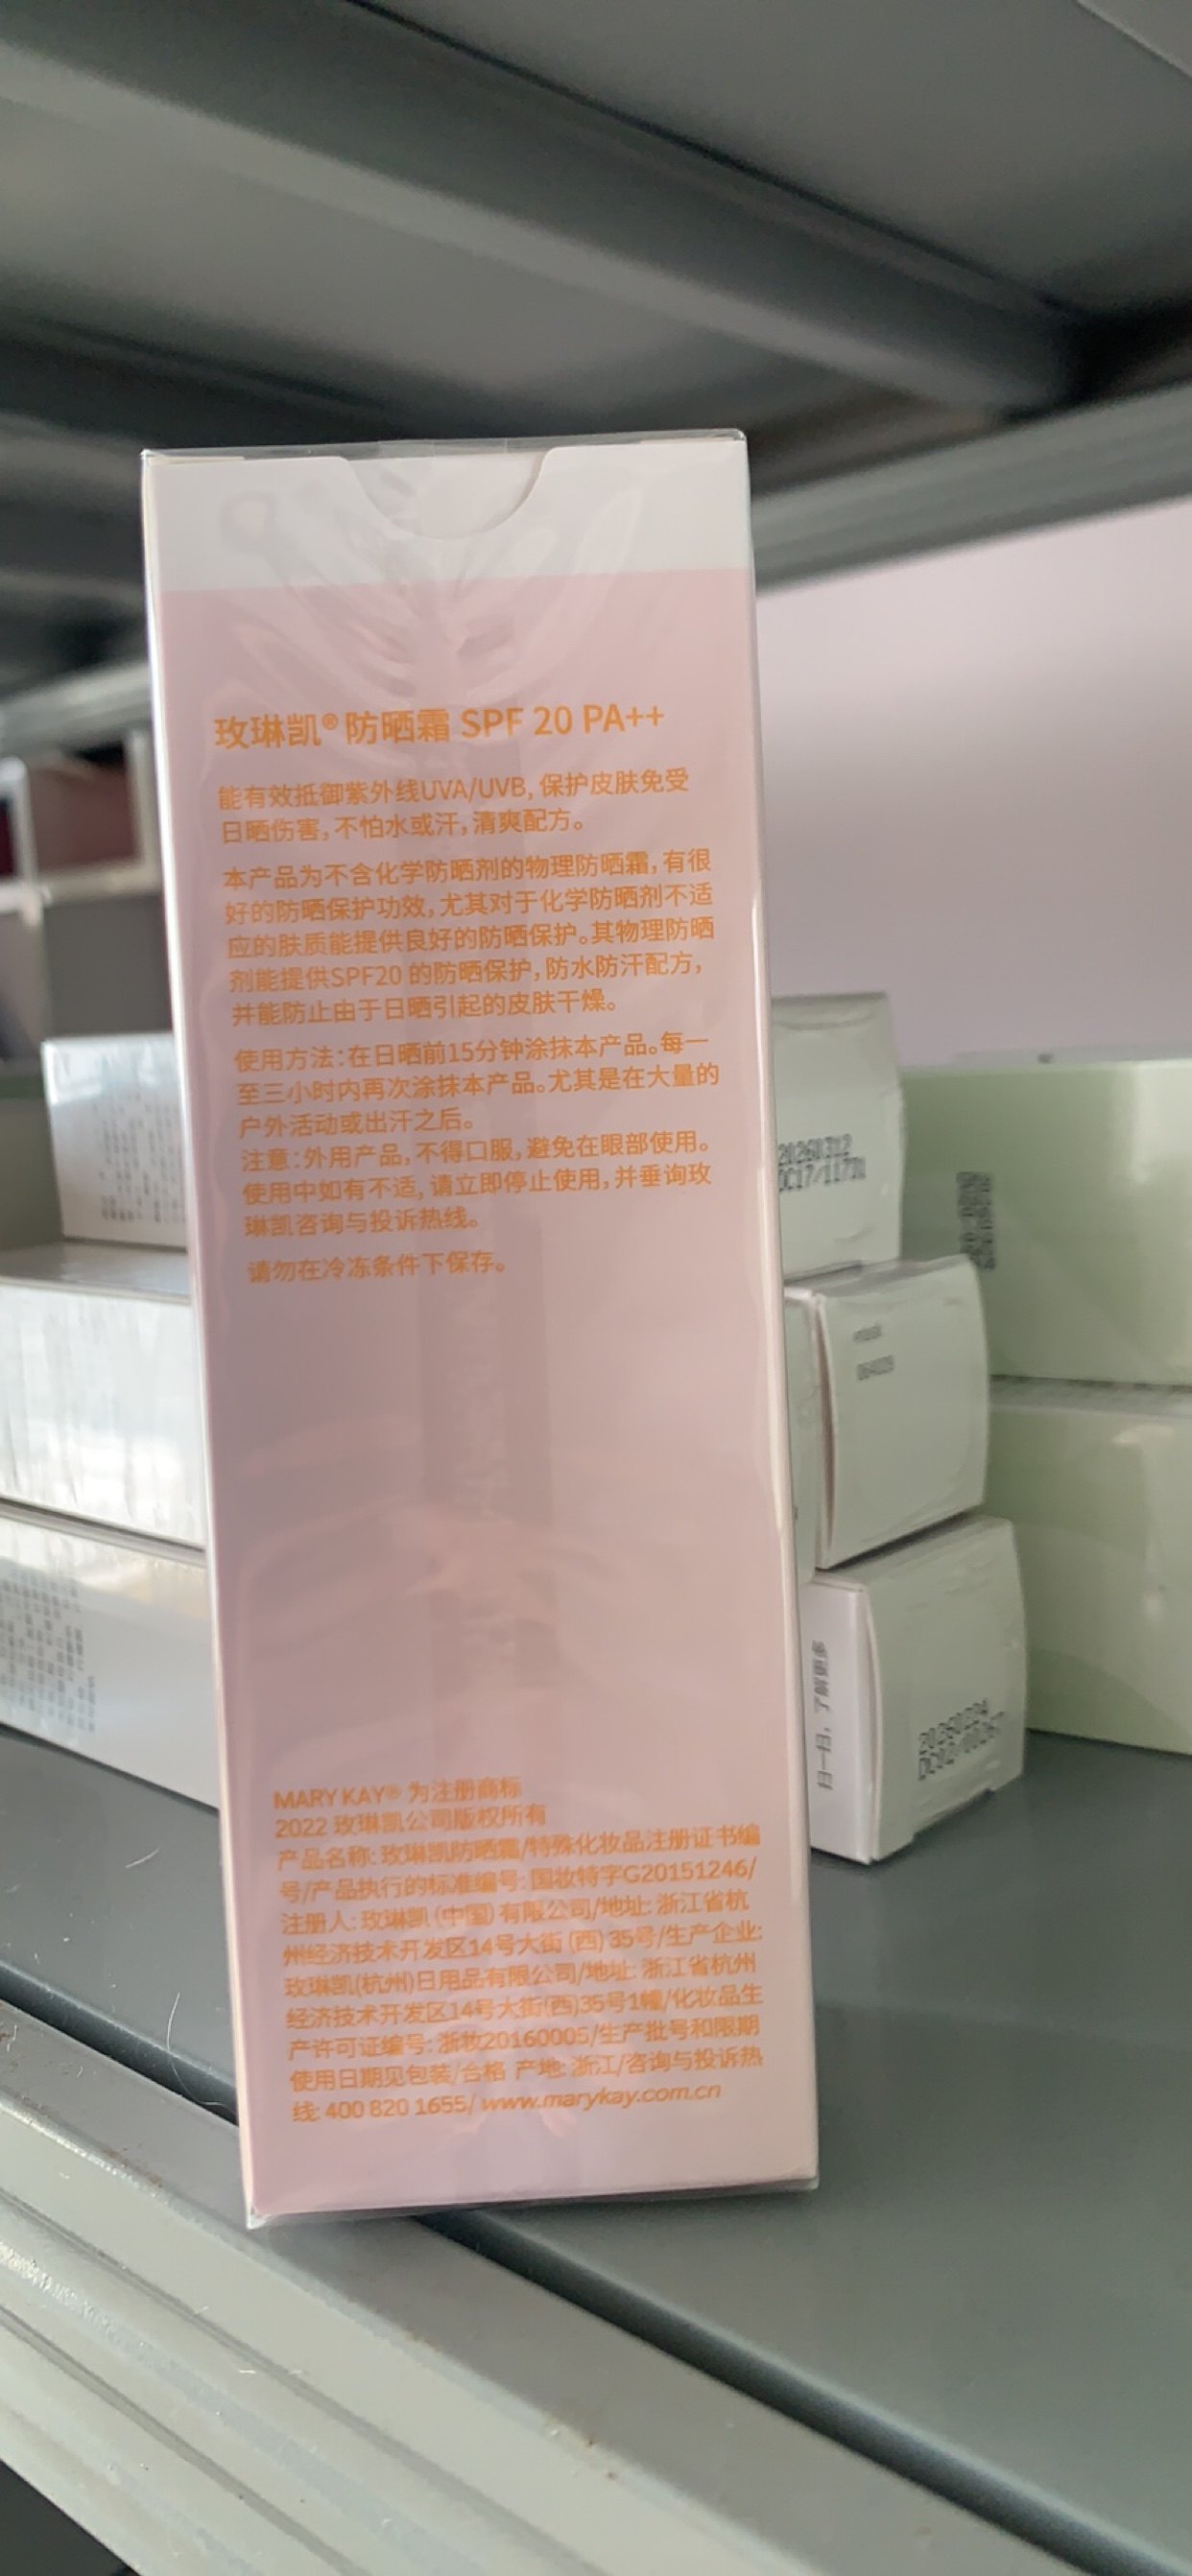 玫琳凯® 防晒霜 SPF 20 PA++
能有效抵御紫外线UVA/UVB, 保护皮肤免受
日晒伤害, 不怕水或汗, 清爽配方。
本产品为不含化学防晒剂的物理防晒霜, 有很
好的防晒保护功效, 尤其对于化学防晒剂不适
应的肤质能提供良好的防晒保护。其物理防晒
剂能提供SPF20 的防晒保护, 防水防汗配方,
并能防止由于日晒引起的皮肤干燥。
使用方法: 在日晒前15分钟涂抹本产品。每一
至三小时内再次涂抹本产品。尤其是在大量的
户外活动或出汗之后。
注意: 外用产品, 不得口服, 避免在眼部使用。
使用中如有不适, 请立即停止使用, 并垂询玫
琳凯咨询与投诉热线。
请勿在冷冻条件下保存。
MARY KAY® 为注册商标
2022 玫琳凯公司版权所有
产品名称: 玫琳凯防晒霜/特殊化妆品注册证书编
号/产品执行的标准编号: 国妆特字G20151246/
注册人: 玫琳凯 (中国) 有限公司/地址: 浙江省杭
州经济技术开发区14号大街 (西) 35号/生产企业:
玫琳凯(杭州)日用品有限公司/地址: 浙江省杭州
经济技术开发区14号大街(西)35号1幢/化妆品生
产许可证编号: 浙妆20160005/生产批号和限期
使用日期见包装/合格 产地: 浙江/咨询与投诉热
线: 400 820 1655/ www.marykay.com.cn
20260312
扫一扫, 了解更多
20260224